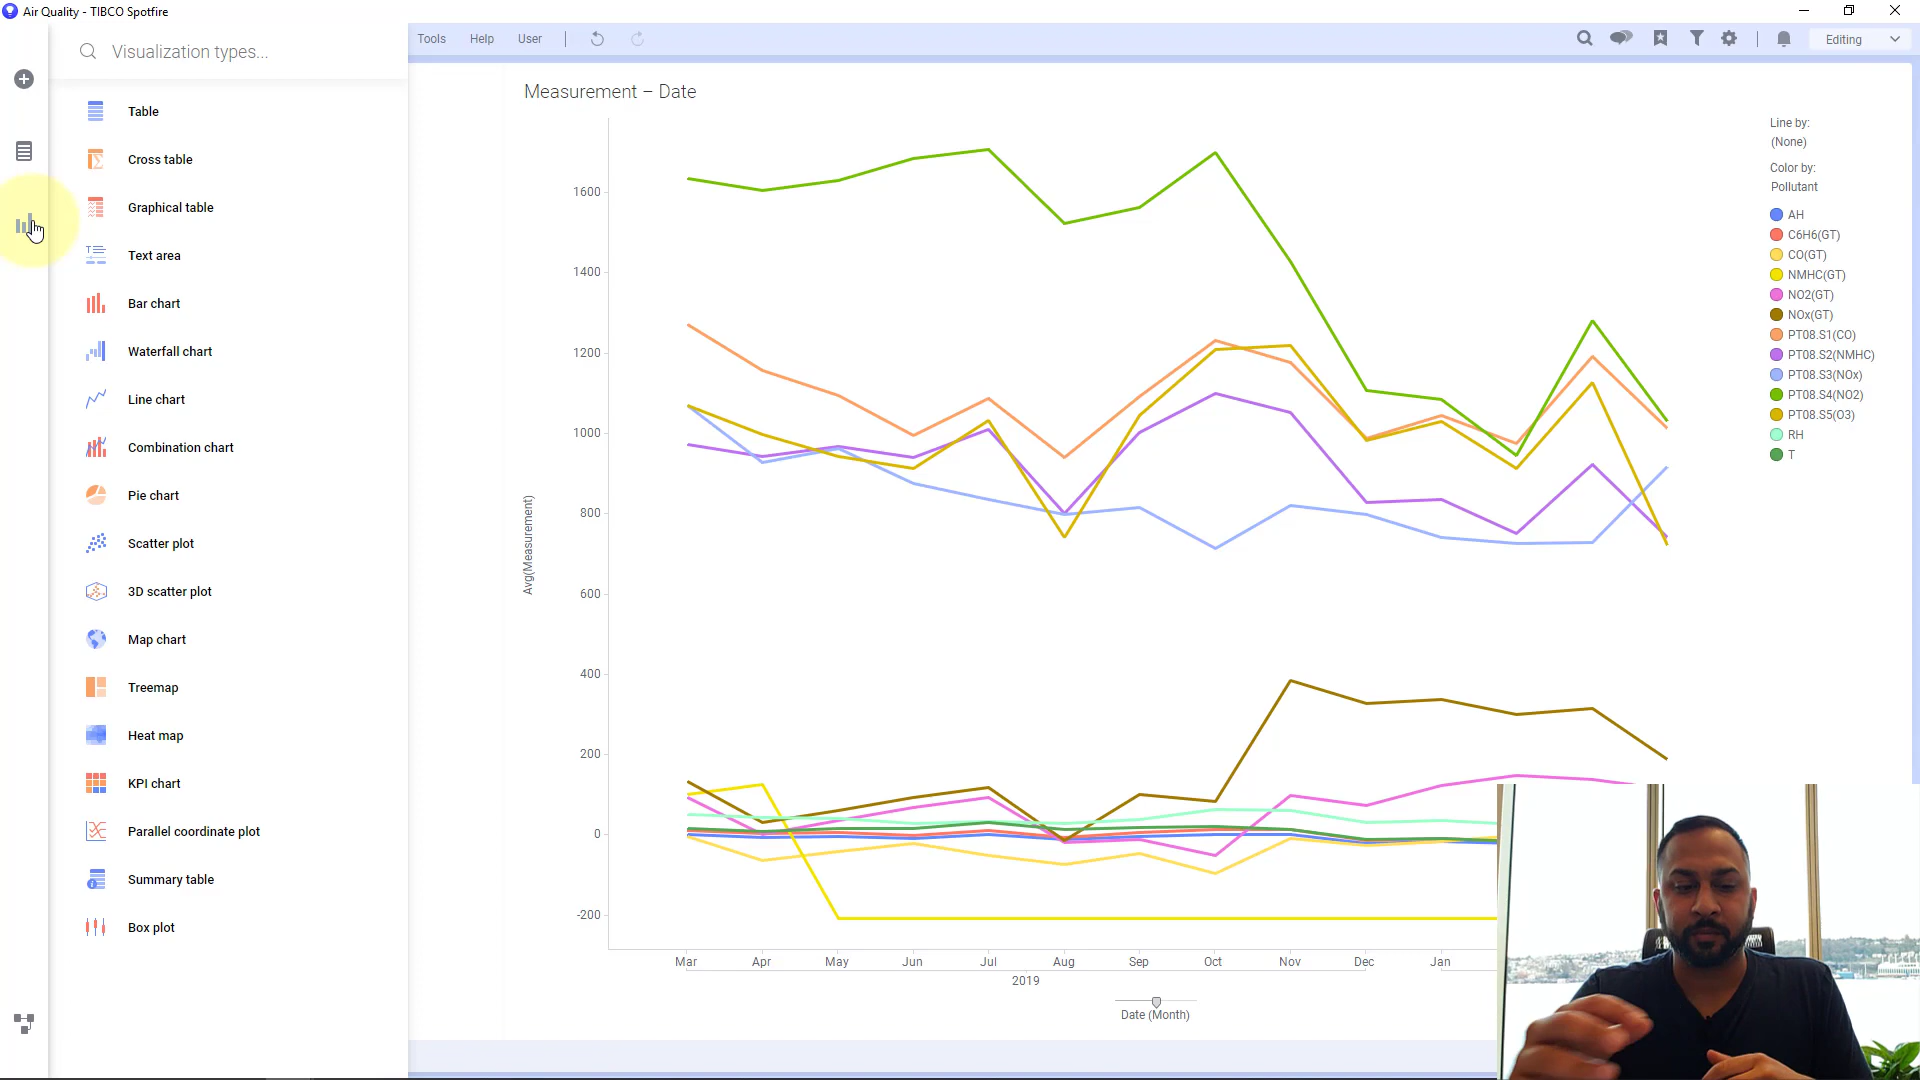 Air Quality - TIBCO Spotfire
Visualization types...
Tools
Help
User
Editing
Table
Cross table
Graphical table
Text area
Bar chart
Waterfall chart
Line chart
Combination chart
Pie chart
Scatter plot
3D scatter plot
Map chart
Treemap
Heat map
KPI chart
Parallel coordinate plot
Summary table
Box plot
Measurement – Date
Avg(Measurement)
1600
1400
1200
1000
800
600
400
200
0
-200
Mar
Apr
May
Jun
Jul
Aug
Sep
Oct
Nov
Dec
Jan
2019
Date (Month)
Line by:
(None)
Color by:
Pollutant
AH
C6H6(GT)
CO(GT)
NMHC(GT)
NO2(GT)
NOx(GT)
PT08.S1(CO)
PT08.S2(NMHC)
PT08.S3(NOx)
PT08.S4(NO2)
PT08.S5(O3)
RH
T